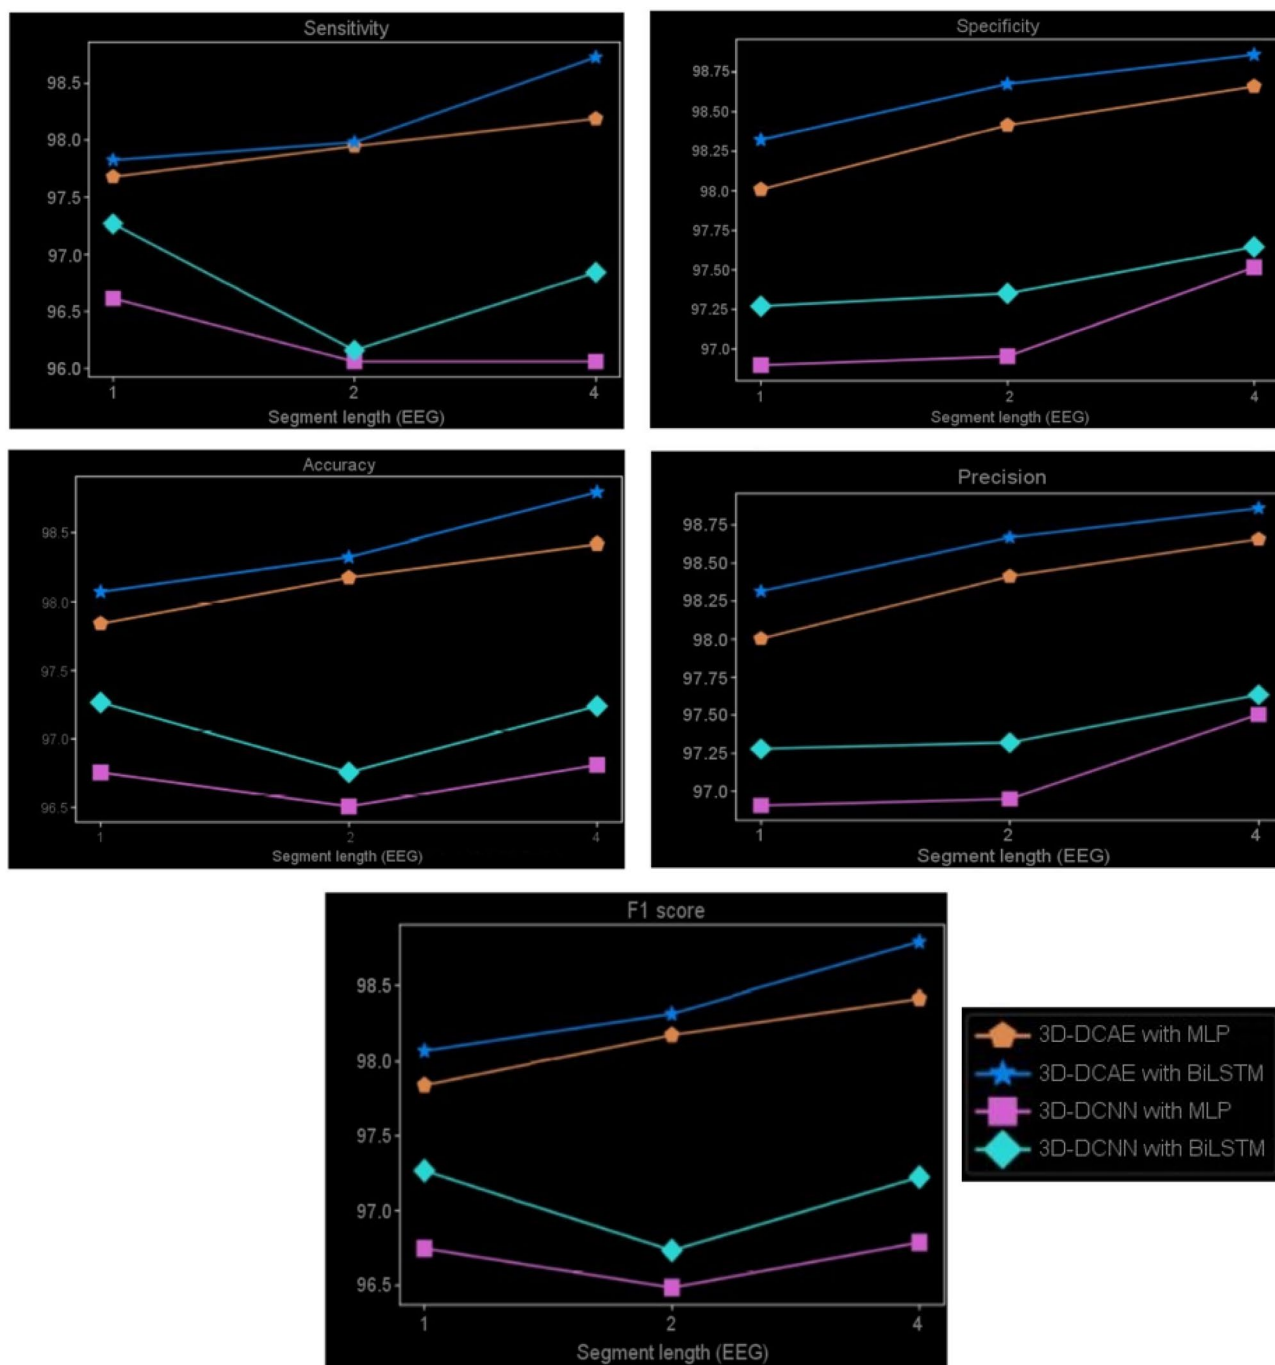 Sensitivity
98.5
98.0
97.5
97.0
96.5
96.0
1 2 4
Segment length (EEG)
Specificity
98.75
98.50
98.25
98.0
97.75
97.50
97.25
97.0
1 2 4
Segment length (EEG)
Accuracy
98.5
98.0
97.5
97.0
96.5
1 2 4
Segment length (EEG)
Precision
98.75
98.50
98.25
98.0
97.75
97.50
97.25
97.0
1 2 4
Segment length (EEG)
F1 score
98.5
98.0
97.5
97.0
96.5
1 2 4
Segment length (EEG)
3D-DCAE with MLP
3D-DCAE with BiLSTM
3D-DCNN with MLP
3D-DCNN with BiLSTM